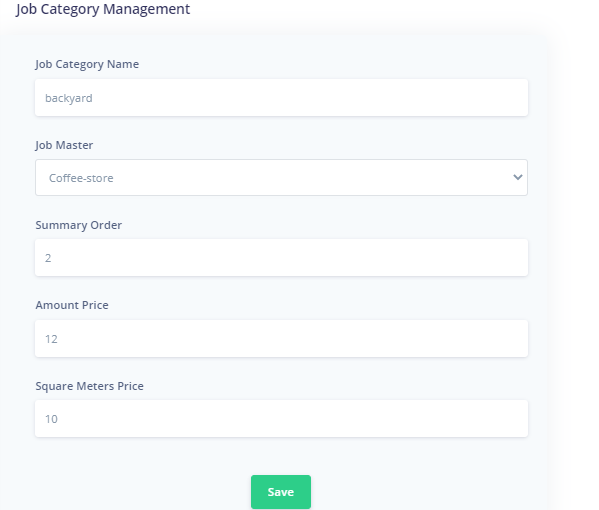 Job Category Management
Job Category Name
backyard
Job Master
Coffee-store
Summary Order
2
Amount Price
12
Square Meters Price
10
Save